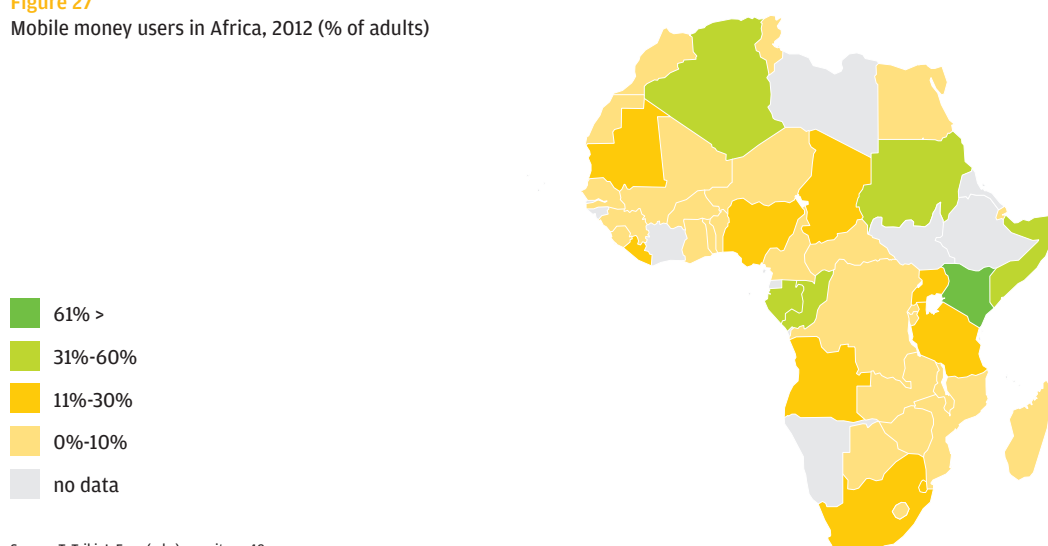 Figure 27
Mobile money users in Africa, 2012 (% of adults)
61% >
31%-60%
11%-30%
0%-10%
no data